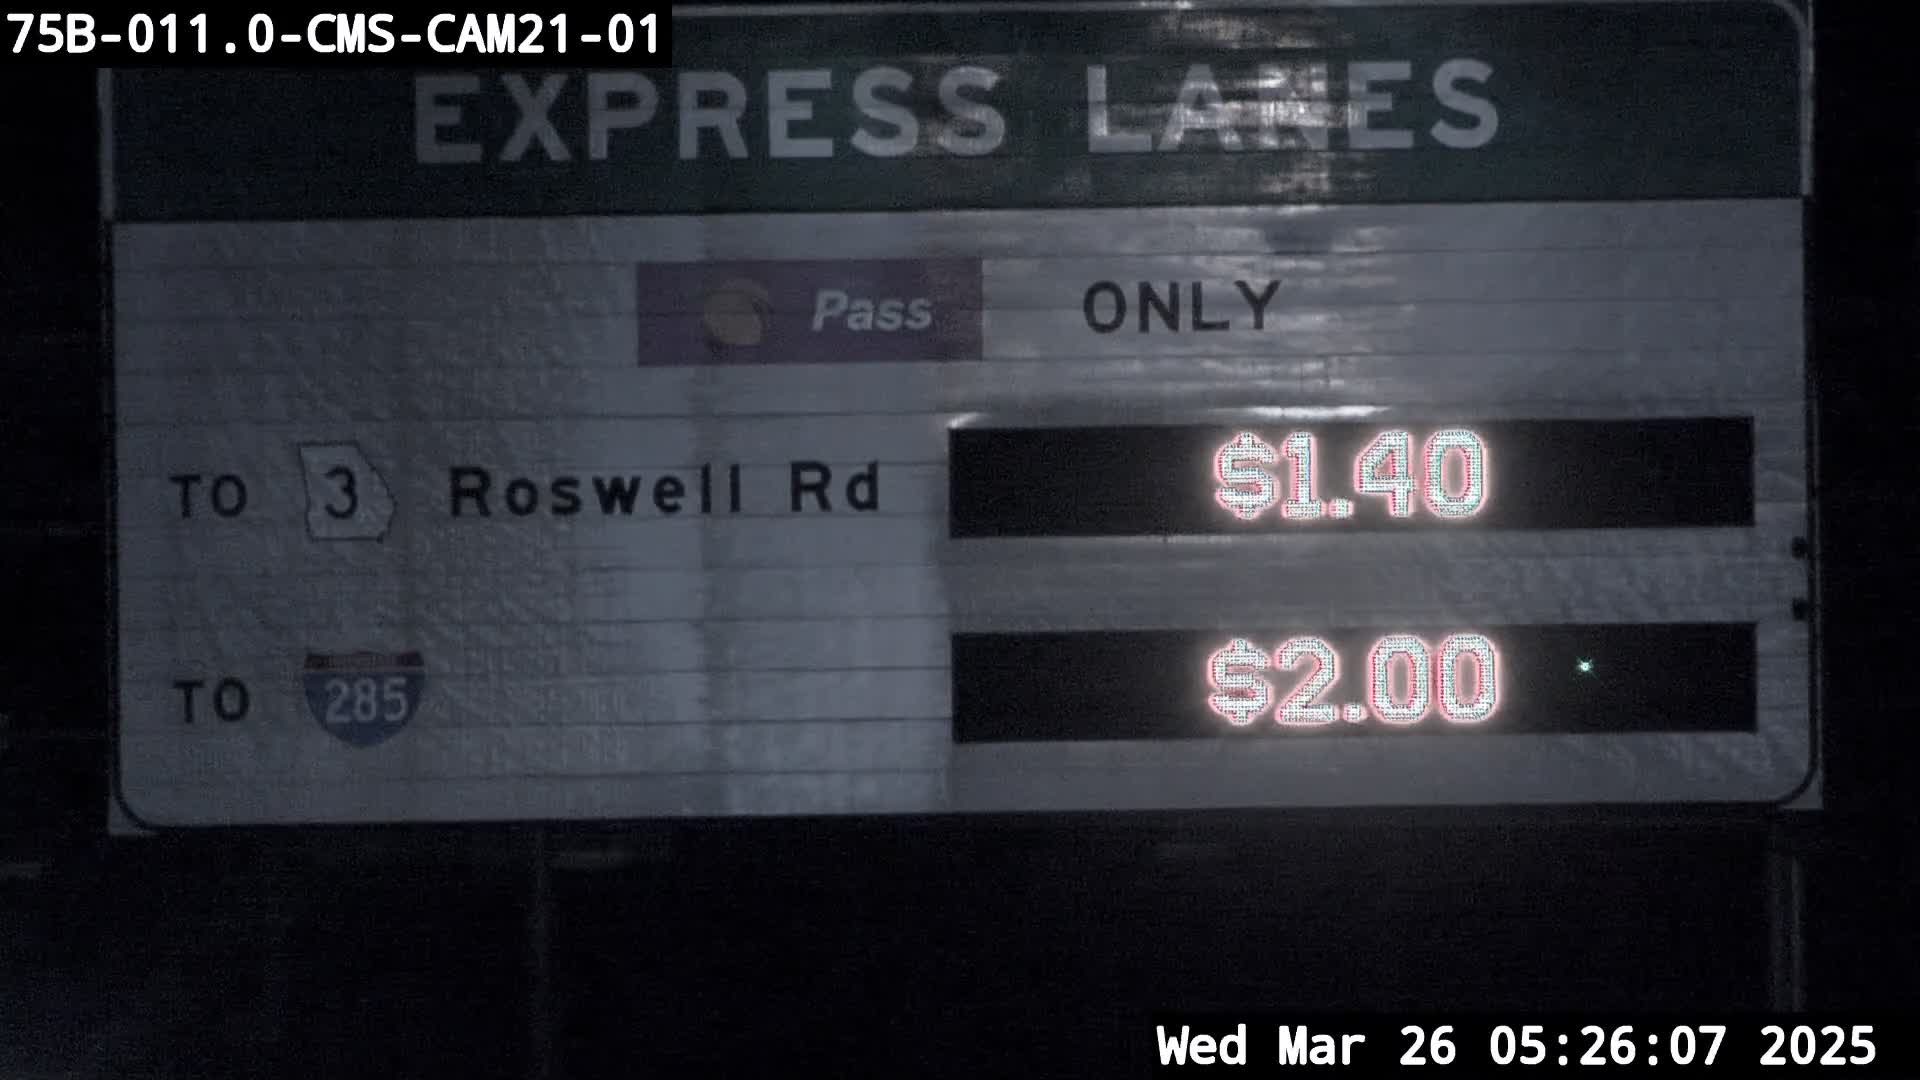 75B-011.0-CMS-CAM21-01
EXPRESS LANES
Pass ONLY
TO 3 Roswell Rd $1.40
TO 285 $2.00
Wed Mar 26 05:26:07 2025